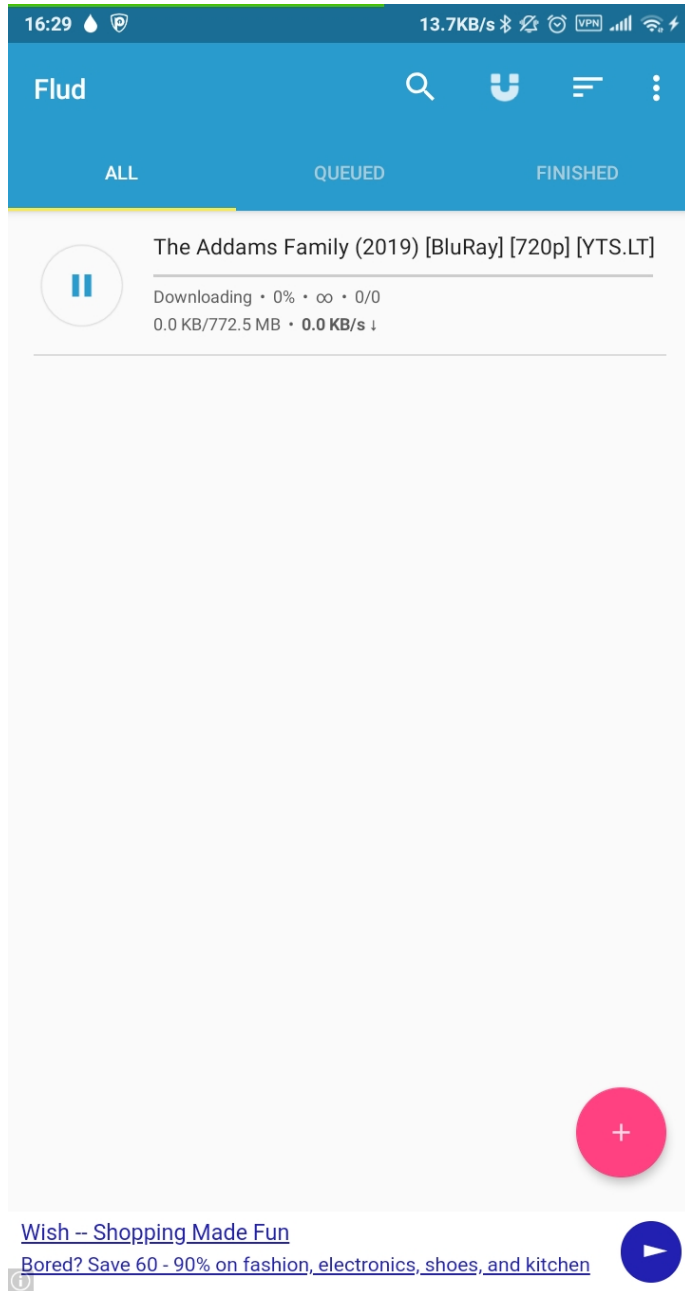 16:29 13.7KB/s VPN
Flud
ALL QUEUED FINISHED
The Addams Family (2019) [BluRay] [720p] [YTS.LT]
Downloading • 0% • ∞ • 0/0
0.0 KB/772.5 MB • 0.0 KB/s ↓
+
Wish -- Shopping Made Fun
Bored? Save 60 - 90% on fashion, electronics, shoes, and kitchen